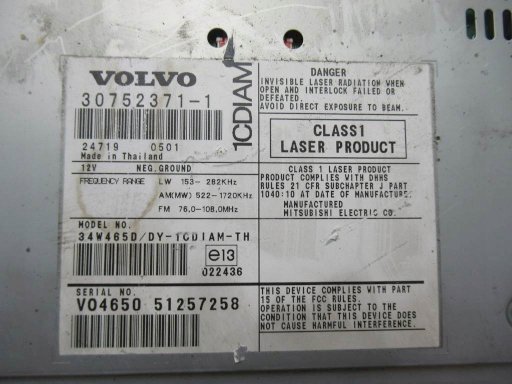 VOLVO
30752371-1
24719 0501
Made in Thailand
12V NEG.GROUND
FREQUENCY RANGE LW 153- 282KHz
AM(MW) 522-1720KHz
FM 76.0-108.0MHz
MODEL NO.
34W465D/DY-1CDIAM-TH
e13
022436
SERIAL NO.
V04650 51257258
1CDIAM
DANGER
INVISIBLE LASER RADIATION WHEN
OPEN AND INTERLOCK FAILED OR
DEFEATED.
AVOID DIRECT EXPOSURE TO BEAM.
CLASS1
LASER PRODUCT
CLASS 1 LASER PRODUCT
PRODUCT COMPLIES WITH DHHS
RULES 21 CFR SUBCHAPTER J PART
1040:10 AT DATE OF MANUFACTURE.
MANUFACTURED
MITSUBISHI ELECTRIC CO.
THIS DEVICE COMPLIES WITH PART
15 OF THE FCC RULES.
OPERATION IS SUBJECT TO THE
CONDITION THAT THIS DEVICE DOES
NOT CAUSE HARMFUL INTERFERENCE.